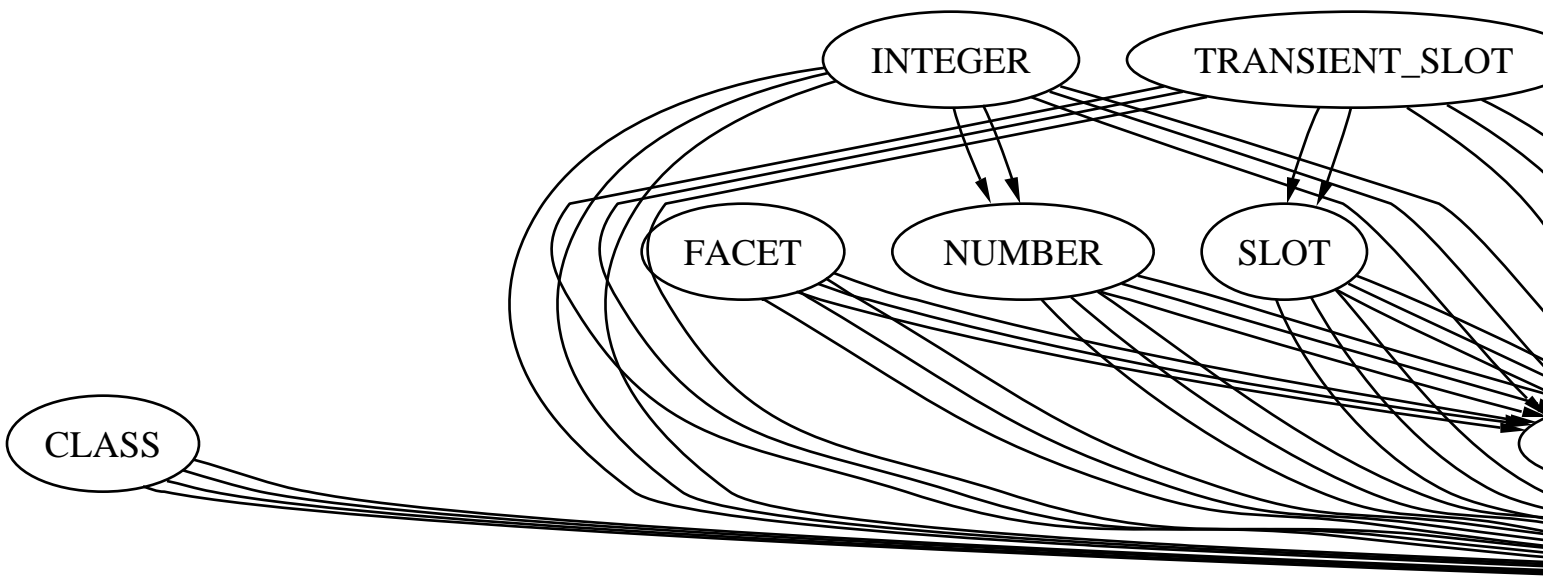 INTEGER
TRANSIENT_SLOT
FACET
NUMBER
SLOT
CLASS